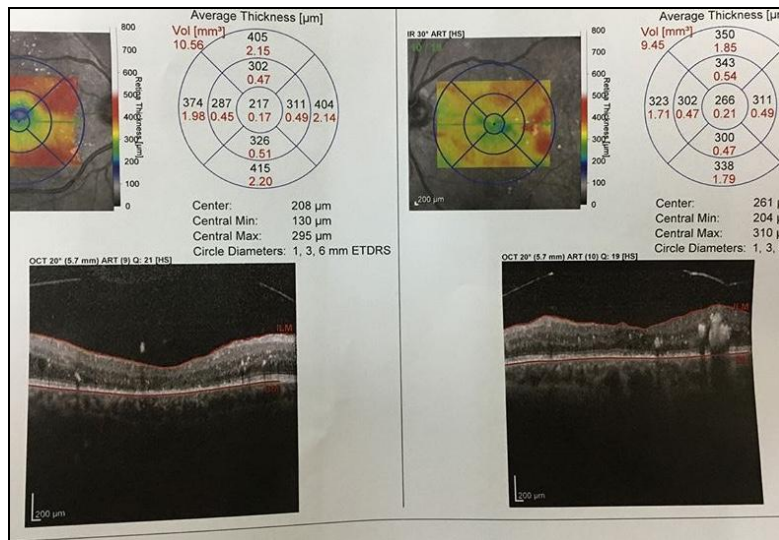 Average Thickness [µm]
Vol [mm³]
10.56
405
2.15
302
0.47
374 287 217 311 404
1.98 0.45 0.17 0.49 2.14
326
0.51
415
2.20
800
700
600
500
400
300
200
100
0
Retina Thickness [µm]
Center: 208 µm
Central Min: 130 µm
Central Max: 295 µm
Circle Diameters: 1, 3, 6 mm ETDRS
OCT 20° (5.7 mm) ART (9) Q: 21 [HS]
ILM
200 µm
IR 30° ART [HS]
200 µm
800
700
600
500
400
300
200
100
0
Retina Thickness [µm]
Average Thickness [µm
Vol [mm³]
9.45
350
1.85
343
0.54
323 302 266 311
1.71 0.47 0.21 0.49
300
0.47
338
1.79
Center: 261 µ
Central Min: 204
Central Max: 310
Circle Diameters: 1, 3,
OCT 20° (5.7 mm) ART (10) Q: 19 [HS]
ILM
200 µm